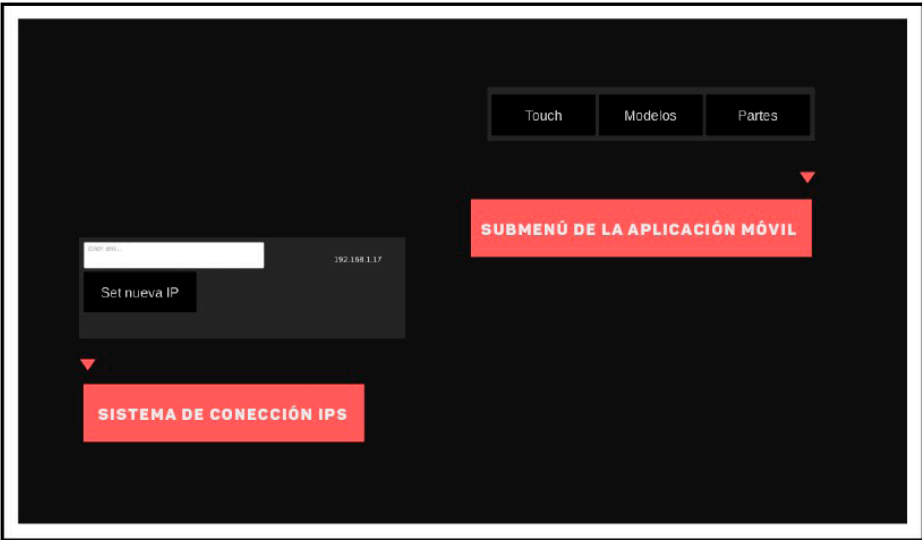 Touch Modelos Partes
SUBMENÚ DE LA APLICACIÓN MÓVIL
192.168.1.17
Set nueva IP
SISTEMA DE CONECCIÓN IPS